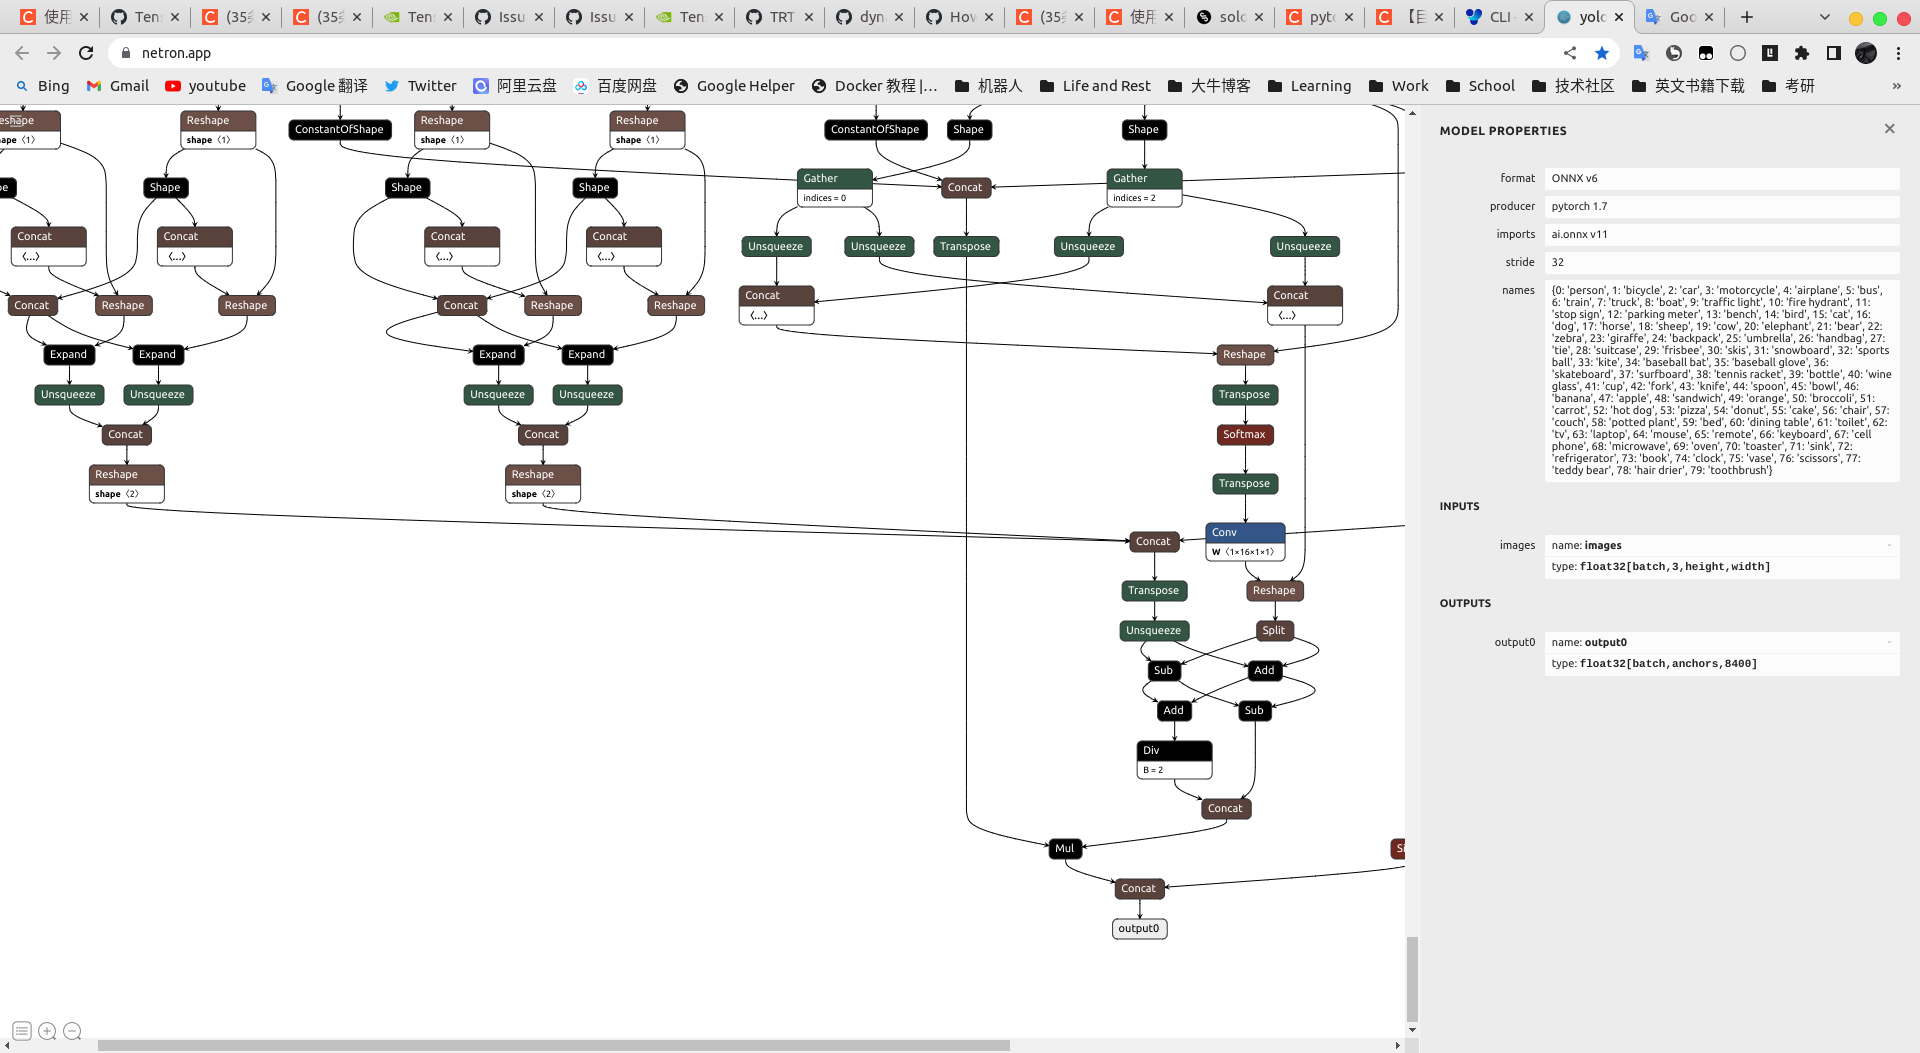 使用
Tens
(35
(35
Tens
Issu
Issu
Tens
TRT
dyn
How
(35
使用
solo
pyto
CLI
yolo
Goo
netron.app
Bing
Gmail
youtube
Google 翻译
Twitter
阿里云盘
百度网盘
Google Helper
Docker 教程 |...
机器人
Life and Rest
大牛博客
Learning
Work
School
技术社区
英文书籍下载
考研
»
Reshape
shape〈1〉
Reshape
shape〈1〉
Reshape
shape〈1〉
ConstantOfShape
ConstantOfShape
Shape
Shape
Shape
Shape
Shape
Gather
indices = 0
Concat
Gather
indices = 2
Concat
〈...〉
Concat
〈...〉
Concat
〈...〉
Concat
〈...〉
Unsqueeze
Unsqueeze
Transpose
Unsqueeze
Unsqueeze
Concat
Reshape
Reshape
Concat
Reshape
Reshape
Concat
〈...〉
Concat
〈...〉
Expand
Expand
Expand
Expand
Reshape
Unsqueeze
Unsqueeze
Unsqueeze
Unsqueeze
Transpose
Concat
Concat
Softmax
Reshape
shape〈2〉
Reshape
shape〈2〉
Transpose
Concat
Conv
W〈1×16×1×1〉
Transpose
Reshape
Unsqueeze
Split
Sub
Add
Add
Sub
Div
B = 2
Concat
Mul
Si
Concat
output0
MODEL PROPERTIES
format
ONNX v6
producer
pytorch 1.7
imports
ai.onnx v11
stride
32
names
{0: 'person', 1: 'bicycle', 2: 'car', 3: 'motorcycle', 4: 'airplane', 5: 'bus',
6: 'train', 7: 'truck', 8: 'boat', 9: 'traffic light', 10: 'fire hydrant', 11:
'stop sign', 12: 'parking meter', 13: 'bench', 14: 'bird', 15: 'cat', 16:
'dog', 17: 'horse', 18: 'sheep', 19: 'cow', 20: 'elephant', 21: 'bear', 22:
'zebra', 23: 'giraffe', 24: 'backpack', 25: 'umbrella', 26: 'handbag', 27:
'tie', 28: 'suitcase', 29: 'frisbee', 30: 'skis', 31: 'snowboard', 32: 'sports
ball', 33: 'kite', 34: 'baseball bat', 35: 'baseball glove', 36:
'skateboard', 37: 'surfboard', 38: 'tennis racket', 39: 'bottle', 40: 'wine
glass', 41: 'cup', 42: 'fork', 43: 'knife', 44: 'spoon', 45: 'bowl', 46:
'banana', 47: 'apple', 48: 'sandwich', 49: 'orange', 50: 'broccoli', 51:
'carrot', 52: 'hot dog', 53: 'pizza', 54: 'donut', 55: 'cake', 56: 'chair', 57:
'couch', 58: 'potted plant', 59: 'bed', 60: 'dining table', 61: 'toilet', 62:
'tv', 63: 'laptop', 64: 'mouse', 65: 'remote', 66: 'keyboard', 67: 'cell
phone', 68: 'microwave', 69: 'oven', 70: 'toaster', 71: 'sink', 72:
'refrigerator', 73: 'book', 74: 'clock', 75: 'vase', 76: 'scissors', 77:
'teddy bear', 78: 'hair drier', 79: 'toothbrush'}
INPUTS
images
name: images
-
type: float32[batch,3,height,width]
OUTPUTS
output0
name: output0
-
type: float32[batch,anchors,8400]